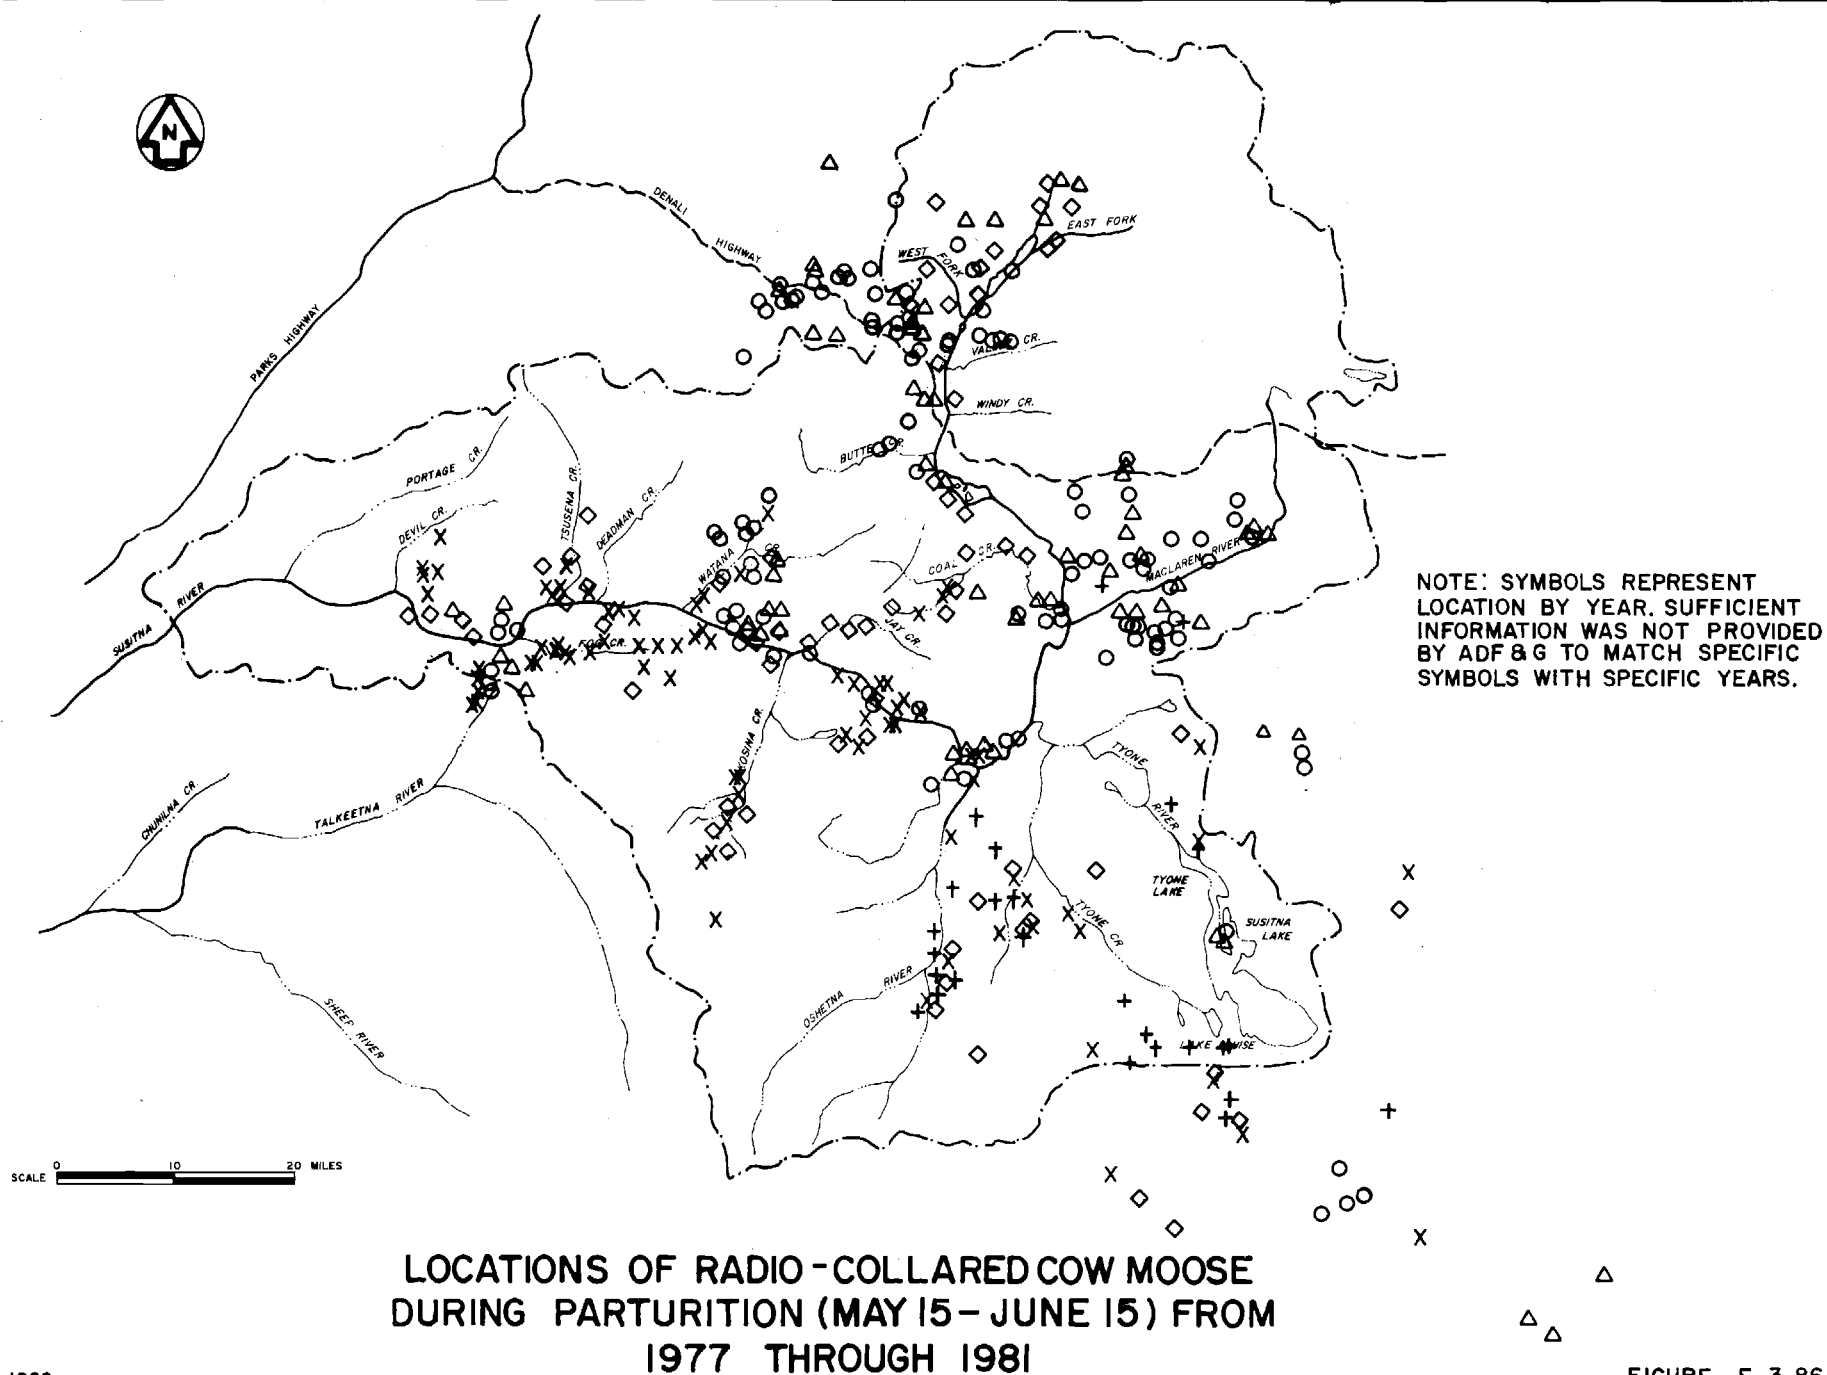 N
DENALI
HIGHWAY
PARKS HIGHWAY
EAST FORK
WEST FORK
CR.
WINDY CR.
PORTAGE CR.
DEVIL CR.
TSUSENA CR.
DEADMAN CR.
WATANA CR.
COAL CR.
MACLAREN RIVER
JAY CR.
FOG CR.
SUSITNA RIVER
KOSINA CR.
NOTE: SYMBOLS REPRESENT
LOCATION BY YEAR. SUFFICIENT
INFORMATION WAS NOT PROVIDED
BY ADF & G TO MATCH SPECIFIC
SYMBOLS WITH SPECIFIC YEARS.
TYONE
RIVER
CHUNILNA CR.
TALKEETNA RIVER
TYONE
LAKE
TYONE CR.
SUSITNA
LAKE
OSHETNA RIVER
SHEEP RIVER
SCALE 0 10 20 MILES
LOCATIONS OF RADIO-COLLARED COW MOOSE
DURING PARTURITION (MAY 15-JUNE 15) FROM
1977 THROUGH 1981